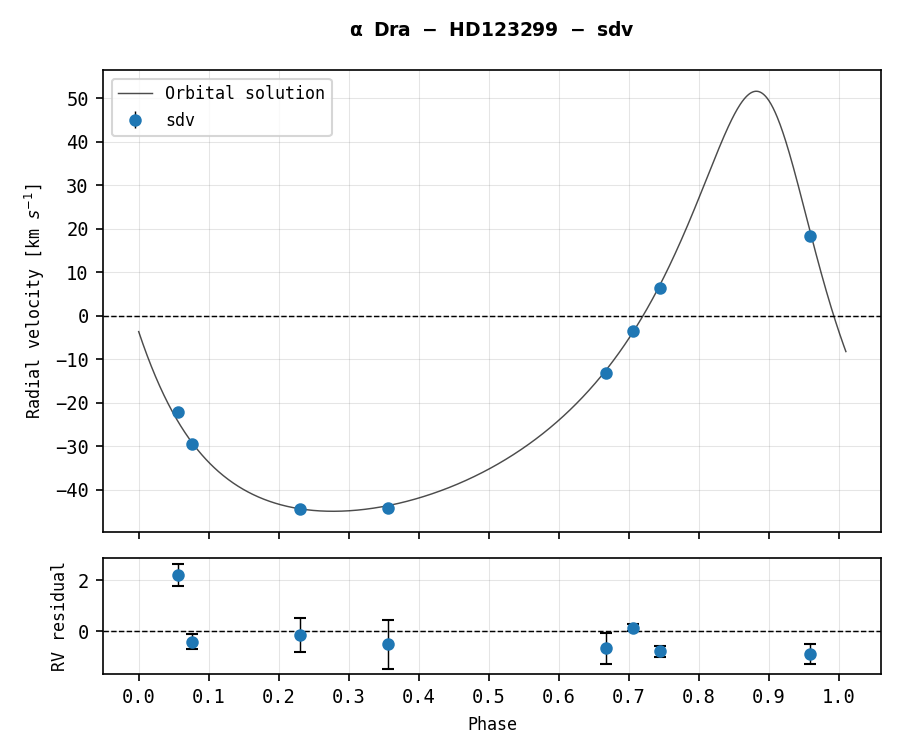 α Dra − HD123299 − sdv
Orbital solution
sdv
Radial velocity [km s⁻¹]
50
40
30
20
10
0
−10
−20
−30
−40
RV residual
2
0
0.0 0.1 0.2 0.3 0.4 0.5 0.6 0.7 0.8 0.9 1.0
Phase